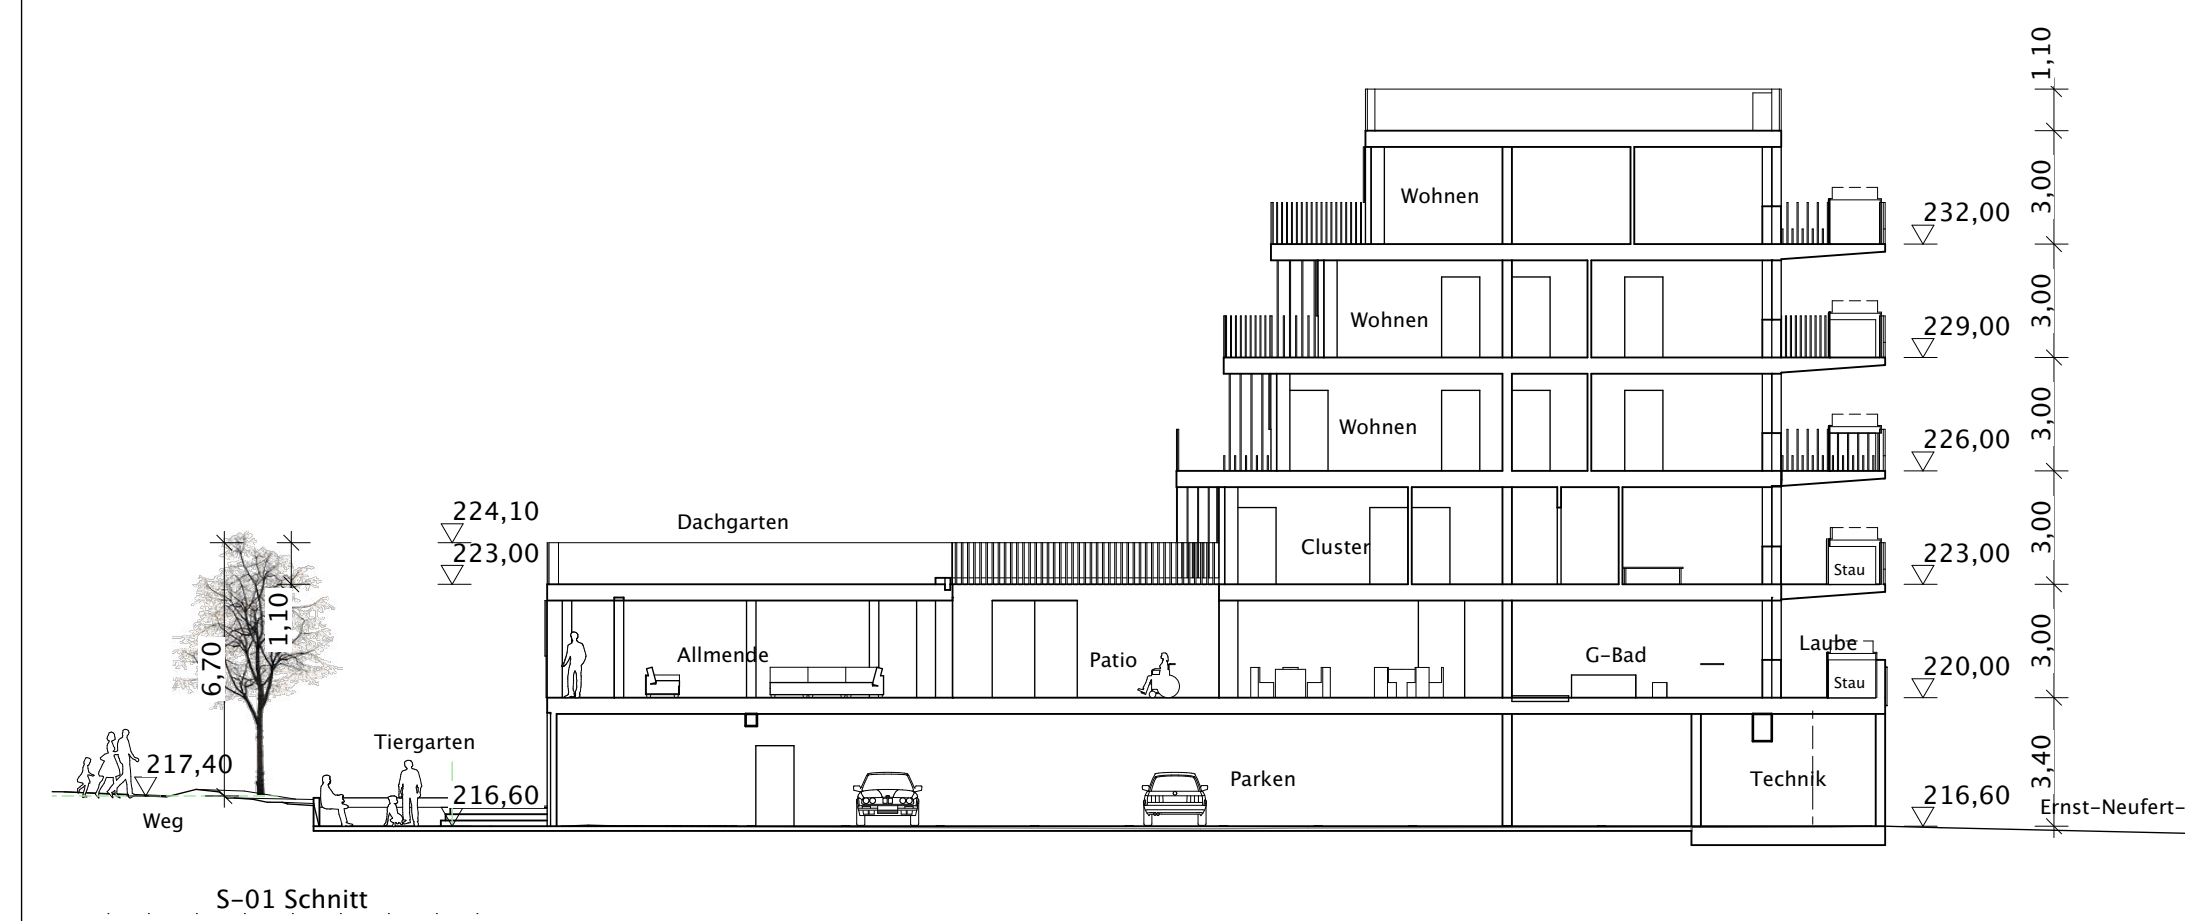 1,10
3,00
Wohnen
232,00
3,00
Wohnen
229,00
3,00
Wohnen
226,00
3,00
224,10
Dachgarten
223,00
Cluster
223,00
Stau
1,10
6,70
3,00
Allmende
Patio
G-Bad
Laube
220,00
Stau
Tiergarten
217,40
3,40
Parken
Technik
216,60
216,60
Ernst-Neufert-
Weg
S-01 Schnitt